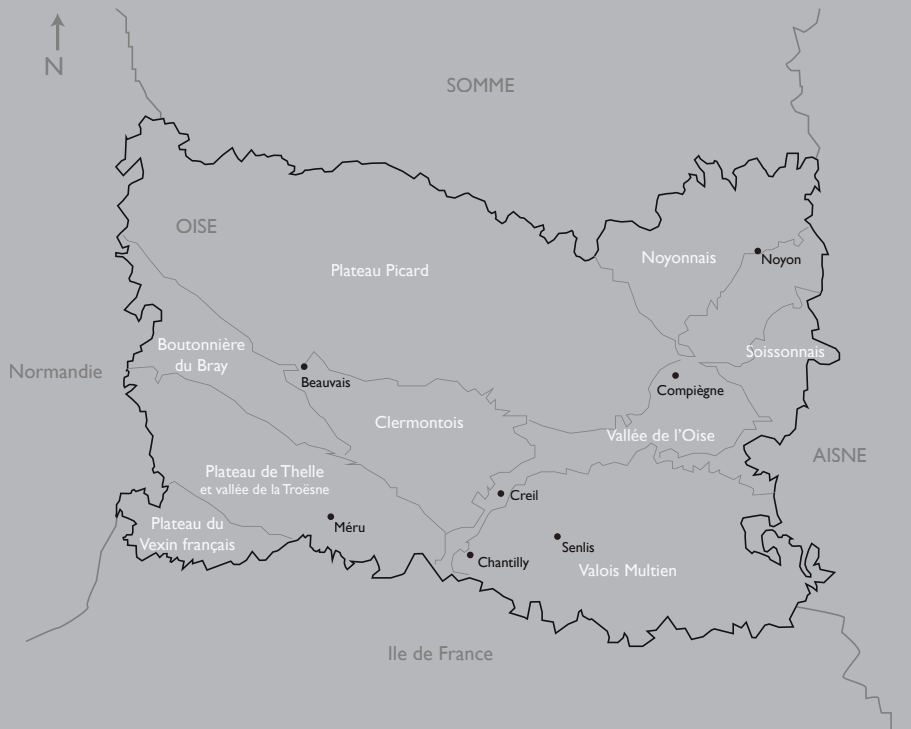 N
SOMME
OISE
Noyonnais
Noyon
Plateau Picard
Boutonnière
du Bray
Soissonnais
Normandie
Beauvais
Compiègne
Clermontois
Vallée de l'Oise
AISNE
Plateau de Thelle
et vallée de la Troësne
Creil
Plateau du
Vexin français
Méru
Senlis
Chantilly
Valois Multien
Ile de France